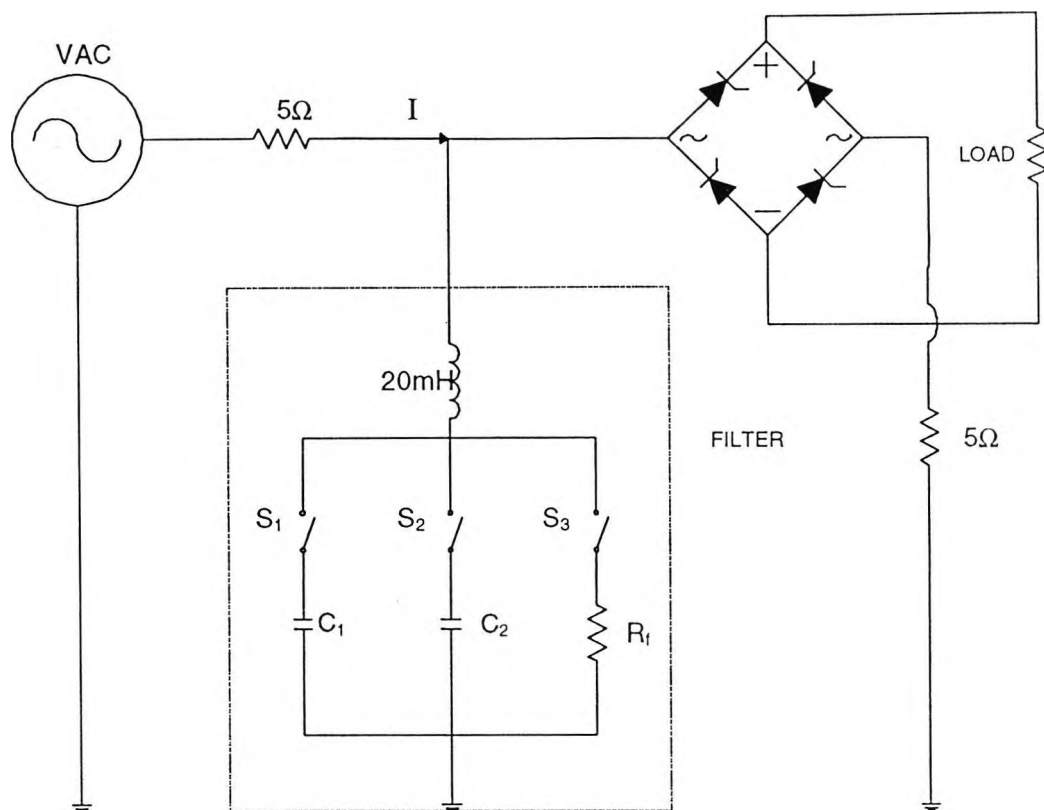 VAC
5Ω
I
+
~
~
−
LOAD
20mH
FILTER
5Ω
S₁
S₂
S₃
C₁
C₂
Rf